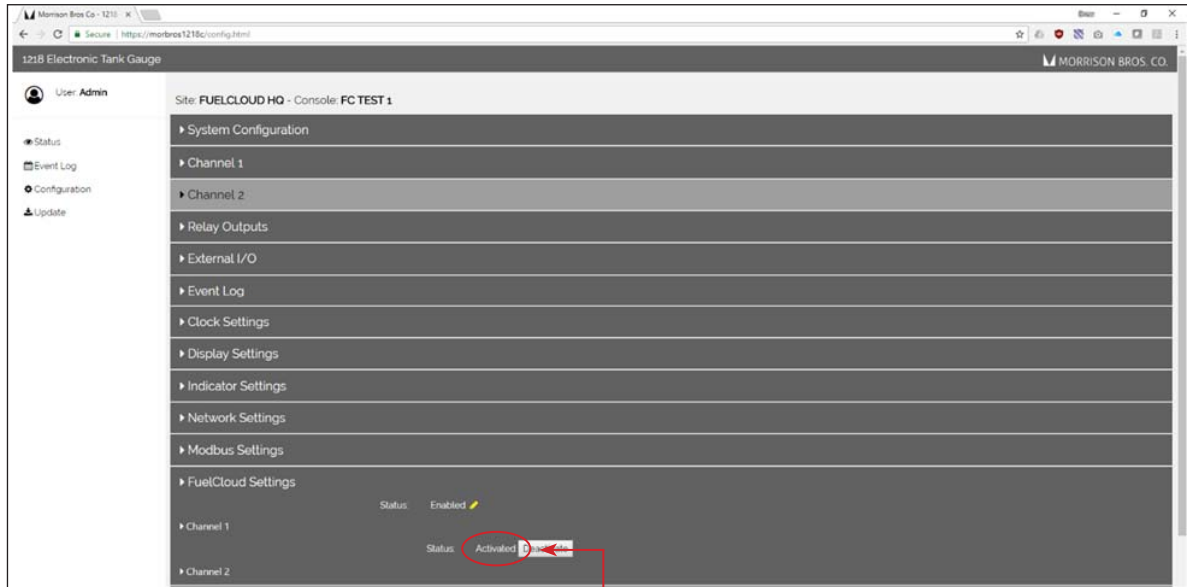 Morrison Bros Co - 1218
Secure | https://morbros1218c/config.html
1218 Electronic Tank Gauge
MORRISON BROS. CO.
User: Admin
Site: FUELCLOUD HQ - Console: FC TEST 1
Status
Event Log
Configuration
Update
System Configuration
Channel 1
Channel 2
Relay Outputs
External I/O
Event Log
Clock Settings
Display Settings
Indicator Settings
Network Settings
Modbus Settings
FuelCloud Settings
Status: Enabled
Channel 1
Status: Activated Deactivate
Channel 2